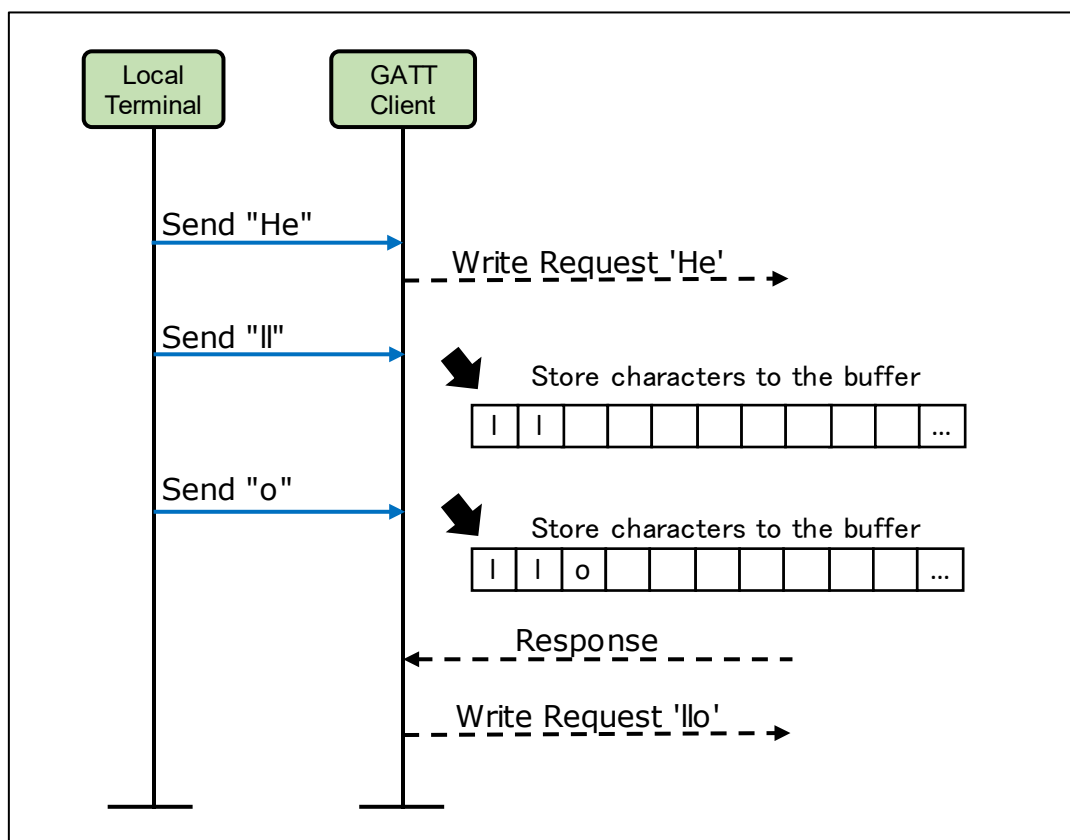 Local
Terminal
GATT
Client
Send "He"
Write Request 'He'
Send "ll"
Store characters to the buffer
l l ...
Send "o"
Store characters to the buffer
l l o ...
Response
Write Request 'llo'